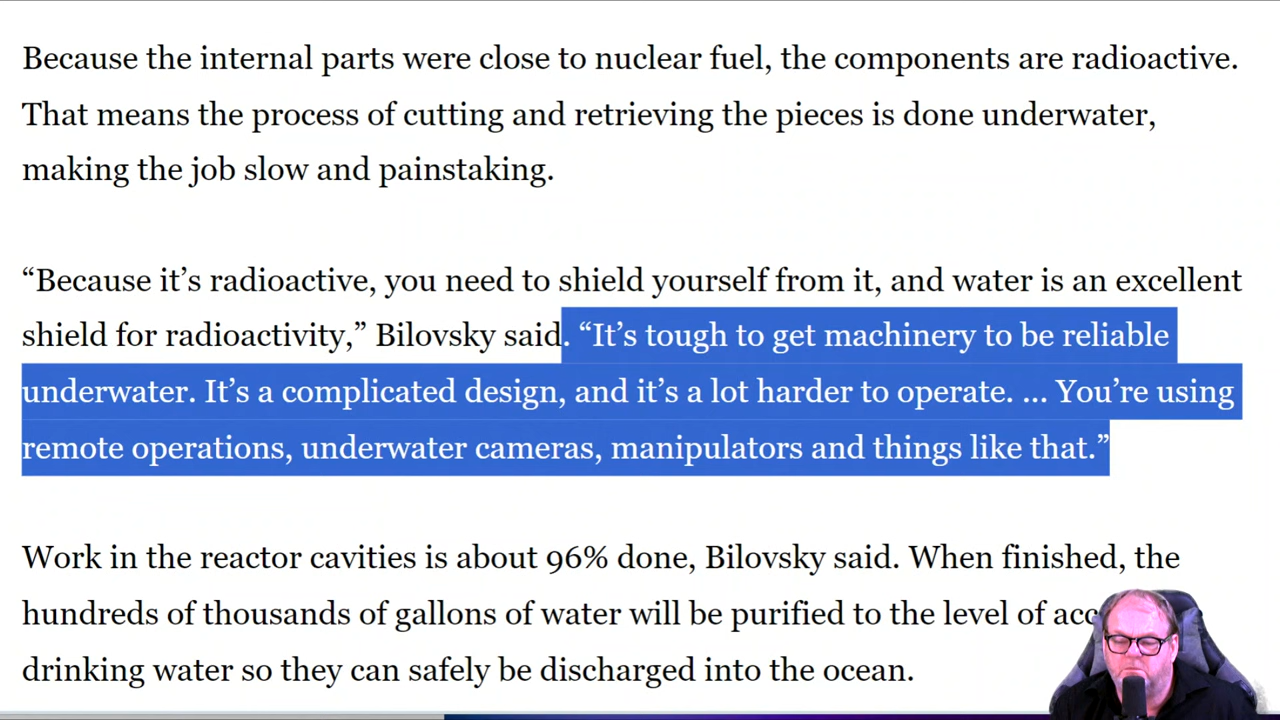 Because the internal parts were close to nuclear fuel, the components are radioactive.
That means the process of cutting and retrieving the pieces is done underwater,
making the job slow and painstaking.
“Because it’s radioactive, you need to shield yourself from it, and water is an excellent
shield for radioactivity,” Bilovsky said. “It’s tough to get machinery to be reliable
underwater. It’s a complicated design, and it’s a lot harder to operate. ... You’re using
remote operations, underwater cameras, manipulators and things like that.”
Work in the reactor cavities is about 96% done, Bilovsky said. When finished, the
hundreds of thousands of gallons of water will be purified to the level of
drinking water so they can safely be discharged into the ocean.